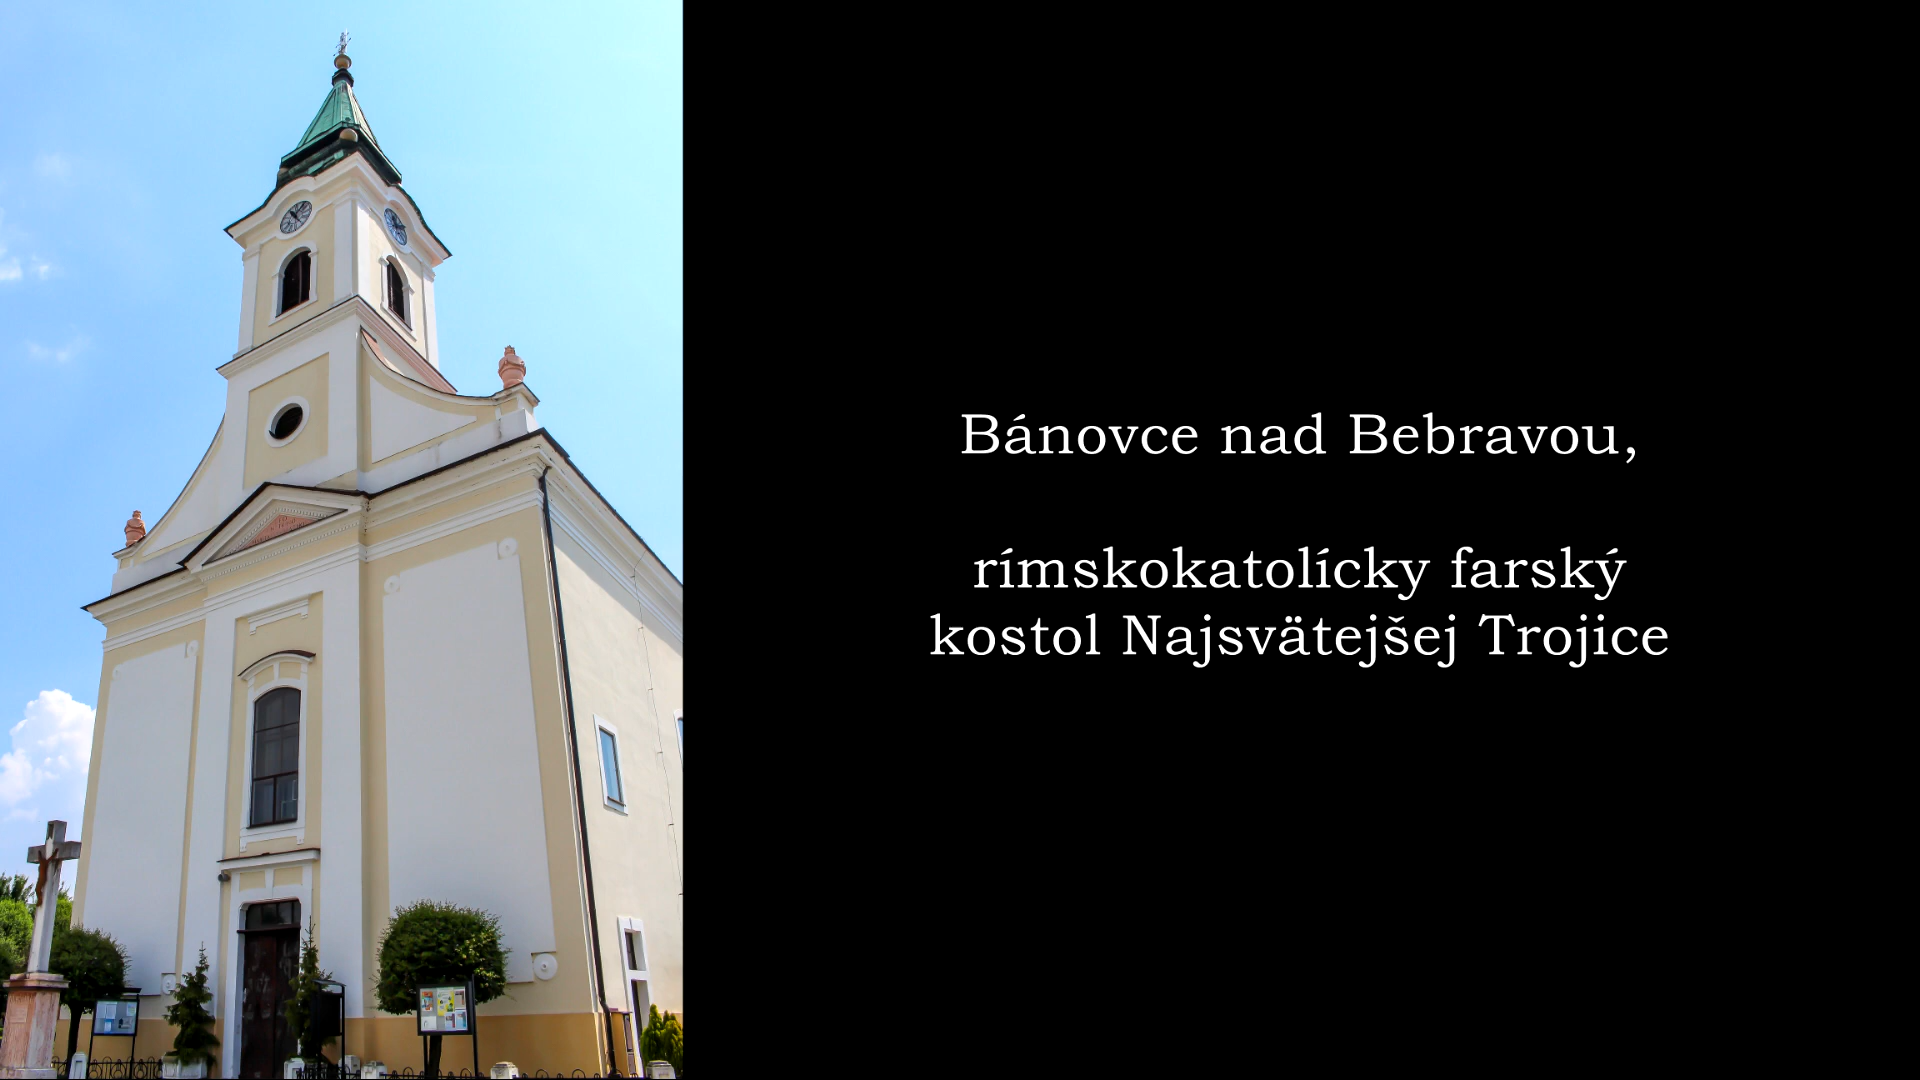 Bánovce nad Bebravou,
rímskokatolícky farský
kostol Najsvätejšej Trojice